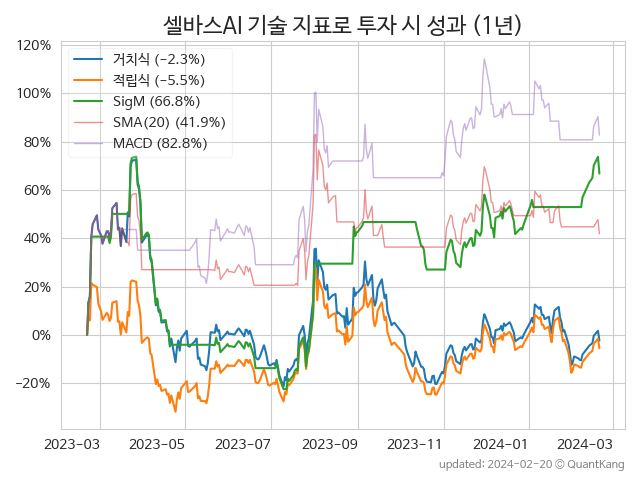 셀바스AI 기술 지표로 투자 시 성과 (1년)
120%
100%
80%
60%
40%
20%
0%
−20%
거치식 (−2.3%)
적립식 (−5.5%)
SigM (66.8%)
SMA(20) (41.9%)
MACD (82.8%)
2023-03 2023-05 2023-07 2023-09 2023-11 2024-01 2024-03
updated: 2024-02-20 © QuantKang